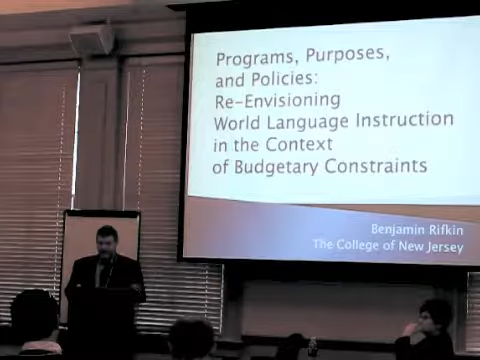 Programs, Purposes,
and Policies:
Re-Envisioning
World Language Instruction
in the Context
of Budgetary Constraints
Benjamin Rifkin
The College of New Jersey